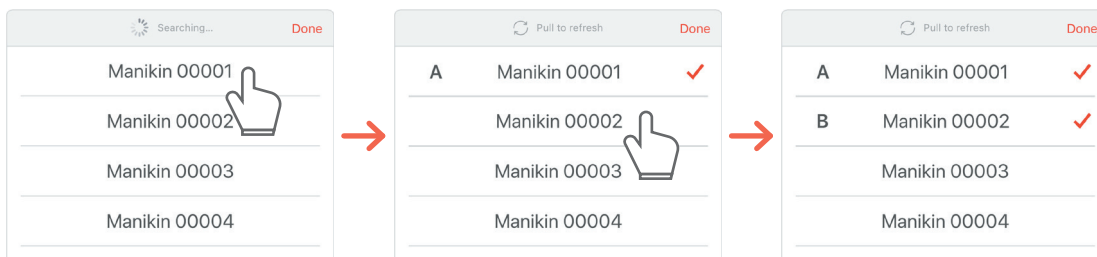 Searching... Done
Manikin 00001
Manikin 00002
Manikin 00003
Manikin 00004
Pull to refresh Done
A Manikin 00001
Manikin 00002
Manikin 00003
Manikin 00004
Pull to refresh Done
A Manikin 00001
B Manikin 00002
Manikin 00003
Manikin 00004